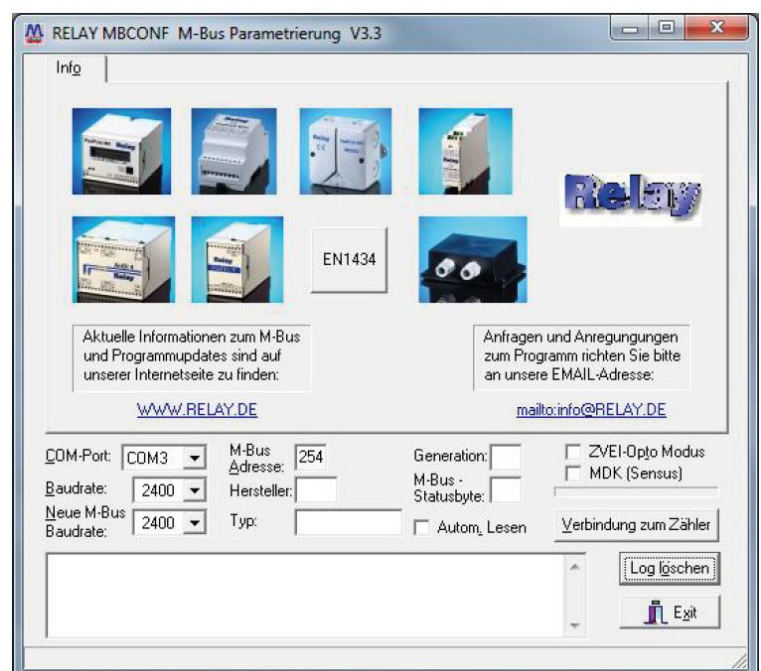 RELAY MBCONF M-Bus Parametrierung V3.3
Info
Relay
EN1434
Aktuelle Informationen zum M-Bus
und Programmupdates sind auf
unserer Internetseite zu finden:
WWW.RELAY.DE
Anfragen und Anregungungen
zum Programm richten Sie bitte
an unsere EMAIL-Adresse:
mailto:info@RELAY.DE
COM-Port: COM3
M-Bus
Adresse: 254
Generation:
ZVEI-Opto Modus
MDK (Sensus)
Baudrate: 2400
Hersteller:
M-Bus -
Statusbyte:
Neue M-Bus
Baudrate: 2400
Typ:
Autom. Lesen
Verbindung zum Zähler
Log löschen
Exit